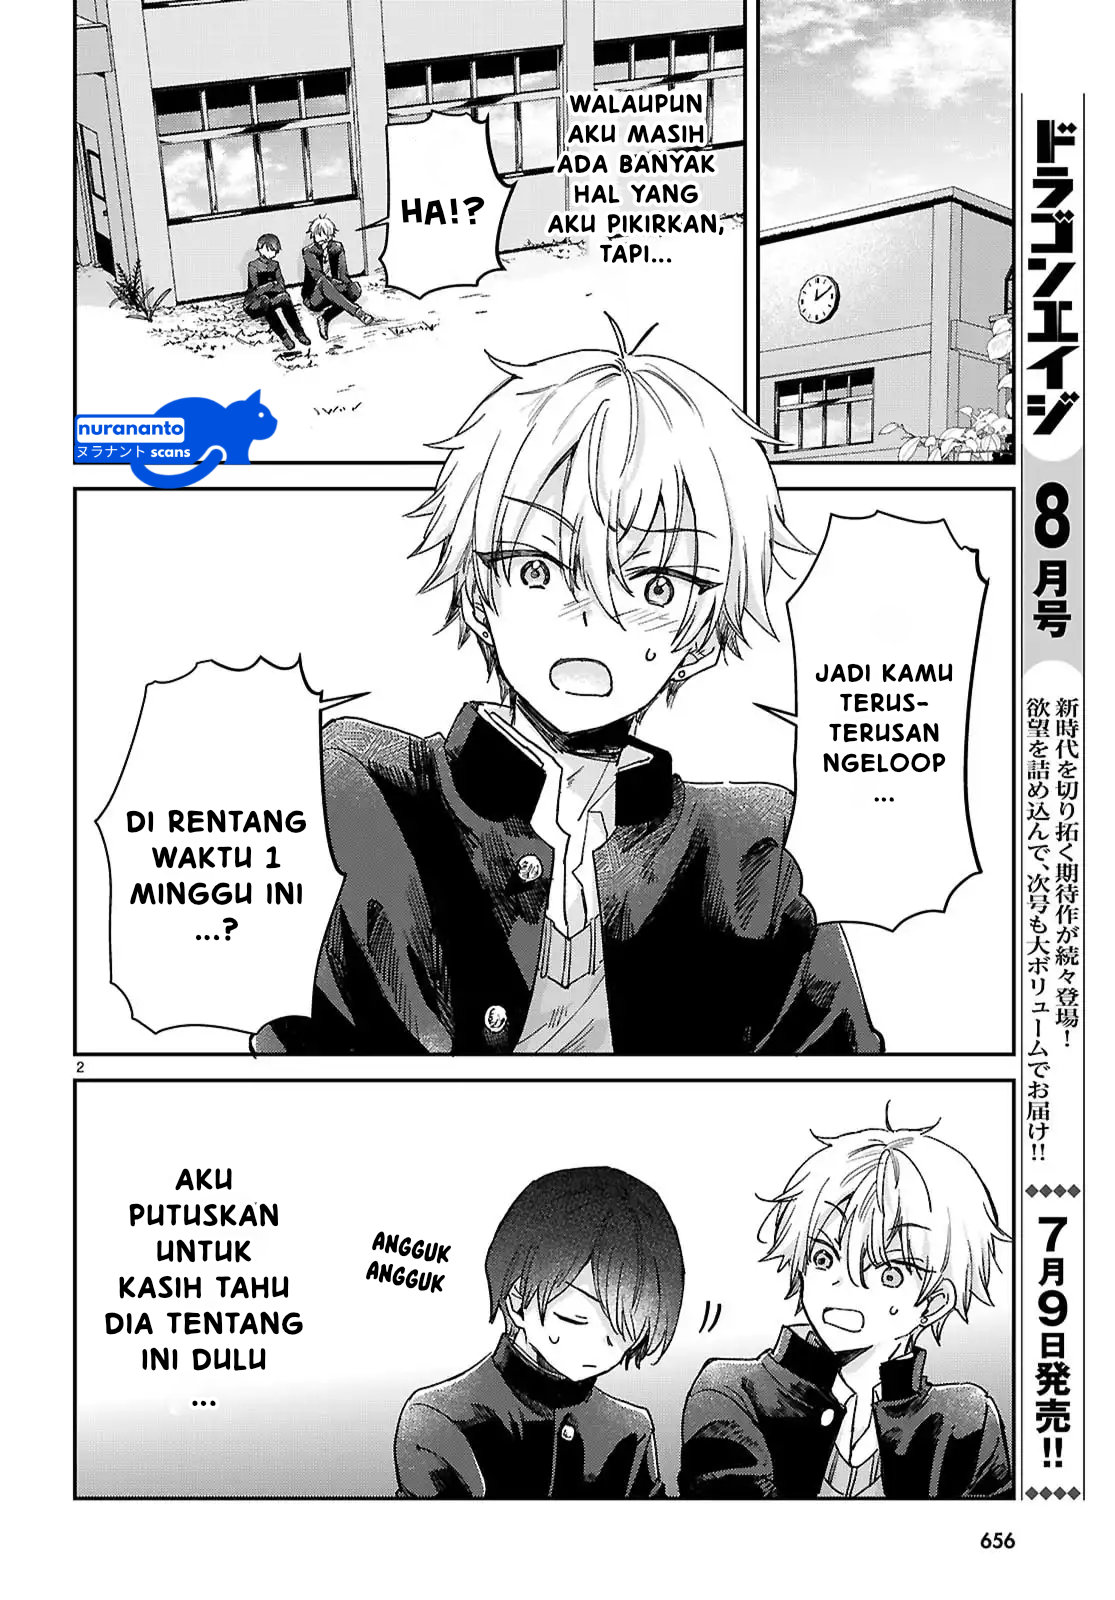 WALAUPUN
AKU MASIH
ADA BANYAK
HAL YANG
AKU PIKIRKAN,
TAPI...
HA!?
nurananto
ヌラナント scans
JADI KAMU
TERUS-
TERUSAN
NGELOOP
...
DI RENTANG
WAKTU 1
MINGGU INI
...?
2
ANGGUK
ANGGUK
AKU
PUTUSKAN
UNTUK
KASIH TAHU
DIA TENTANG
INI DULU
...
ドラゴンエイジ
8月号
新時代を切り拓く期待作が続々登場！
欲望を詰め込んで、次号も大ボリュームでお届け!!
7月9日発売!!
656